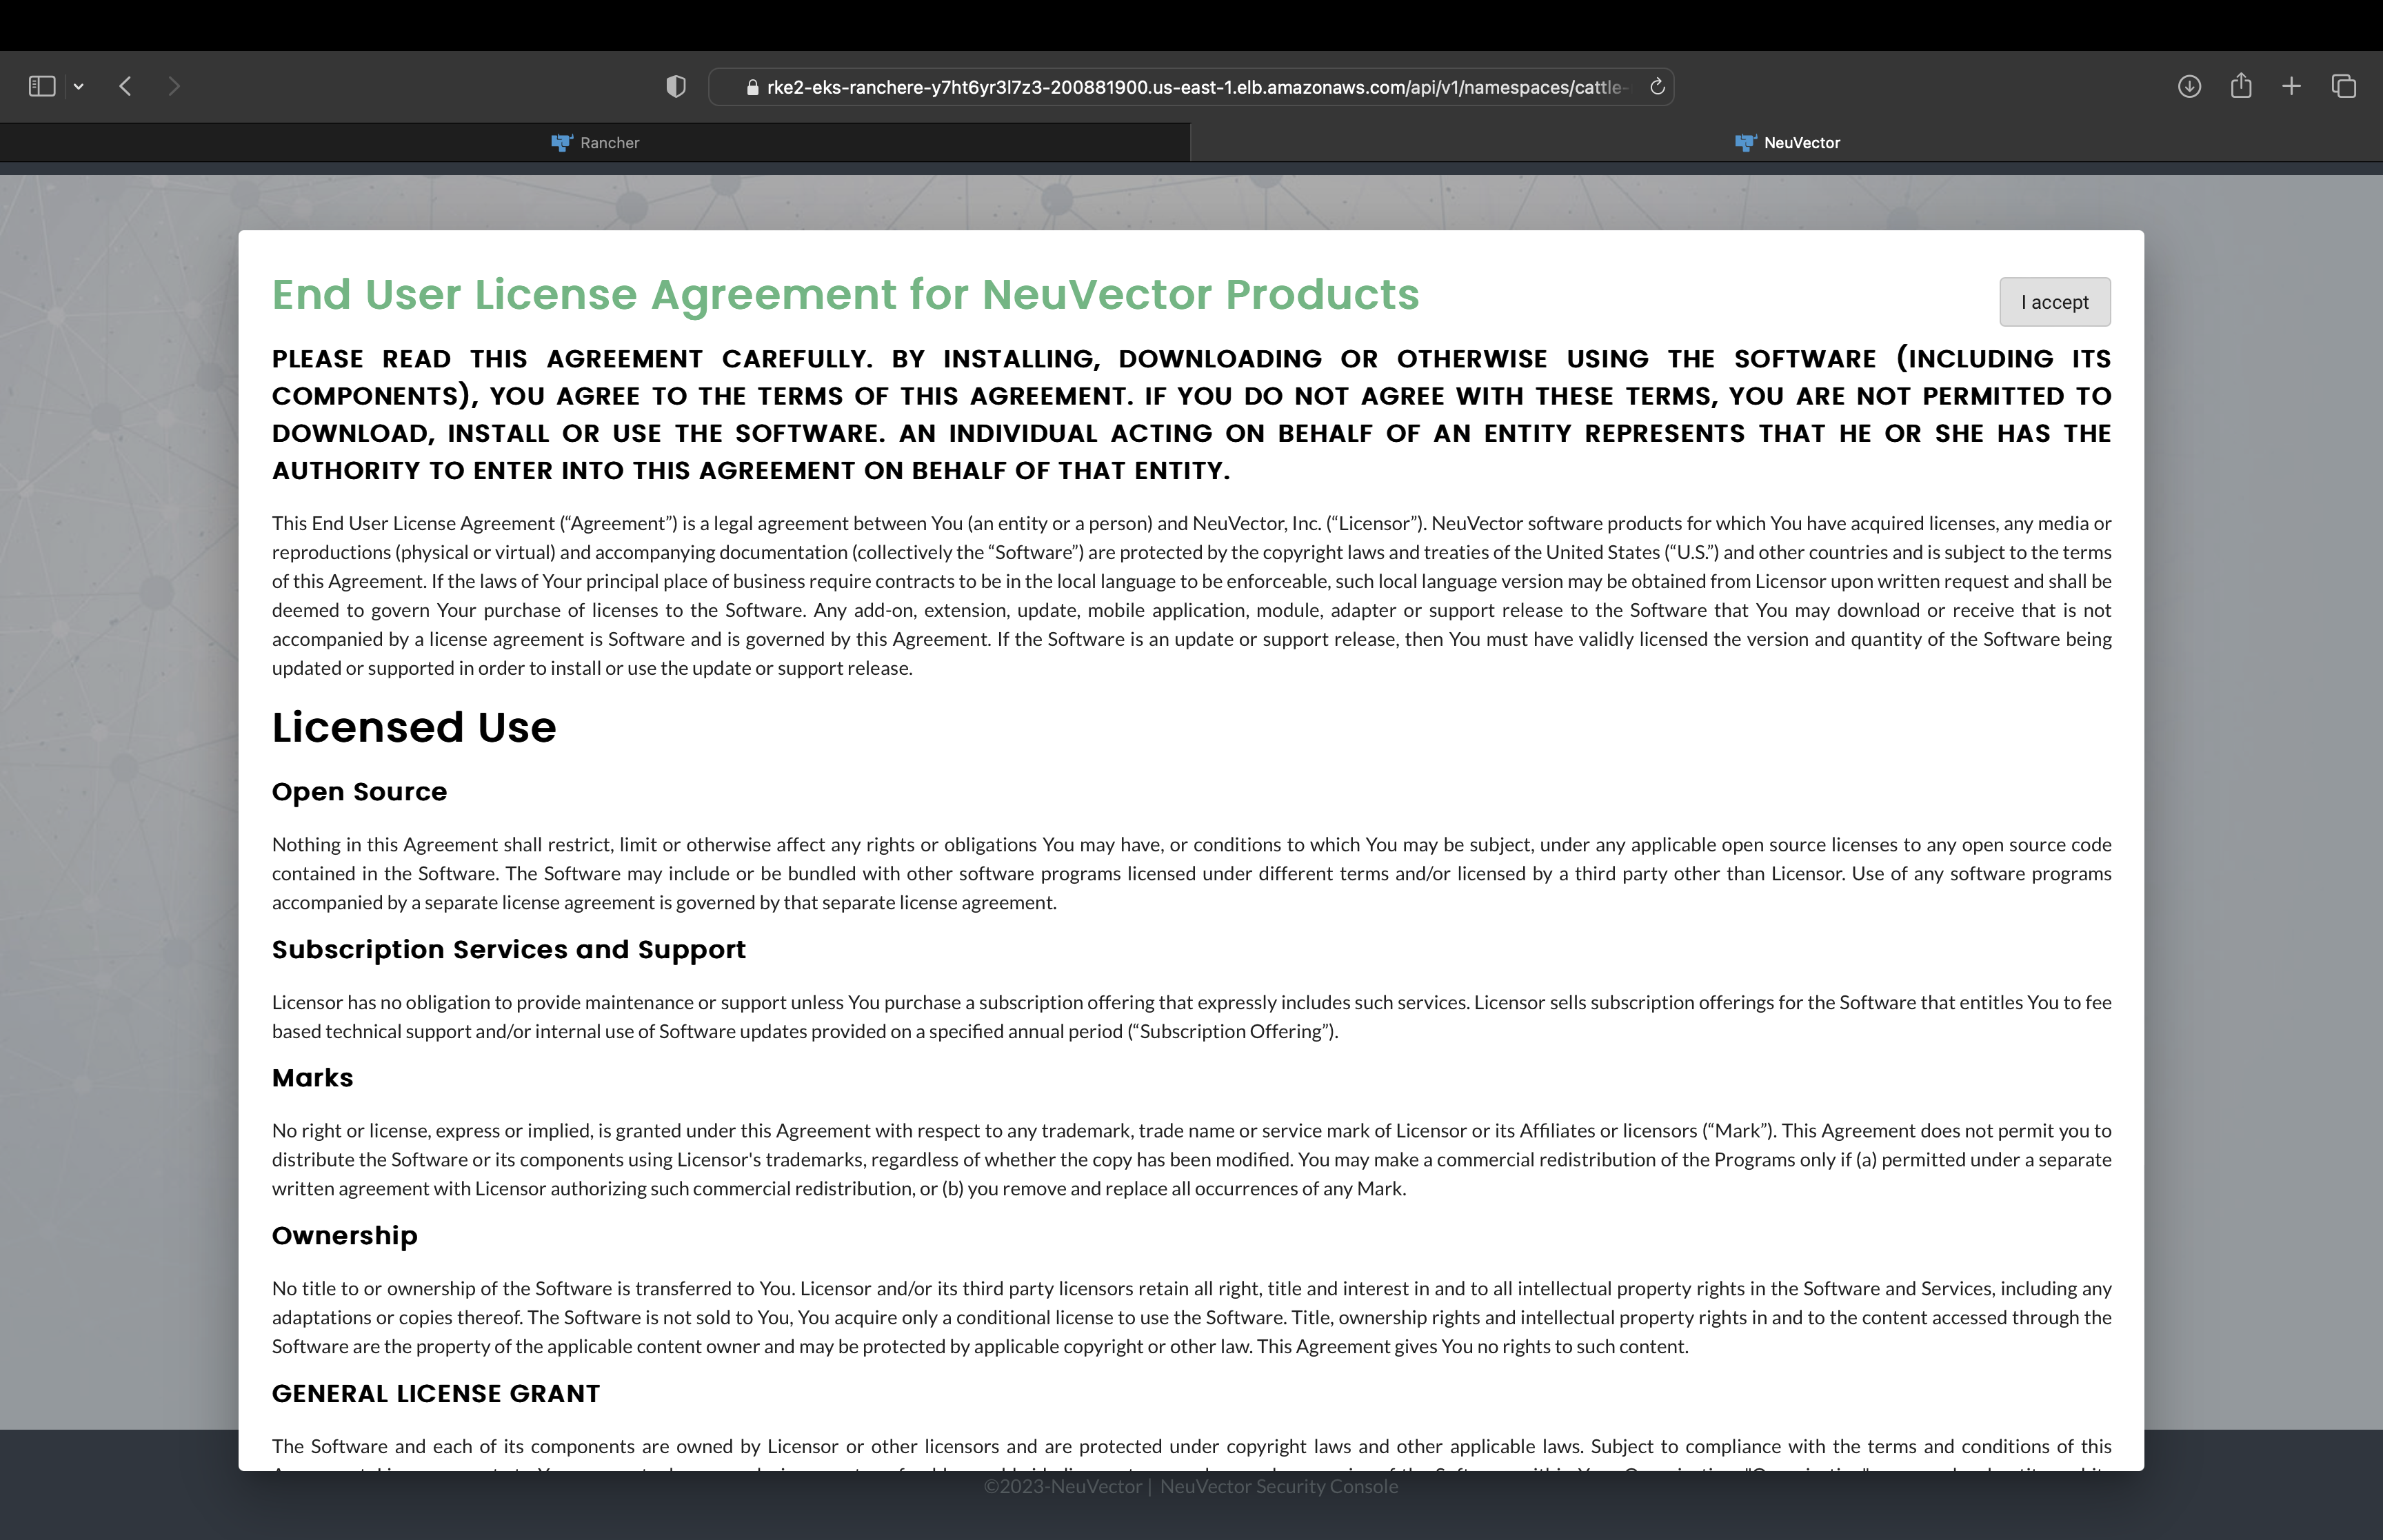 rke2-eks-ranchere-y7ht6yr3l7z3-200881900.us-east-1.elb.amazonaws.com/api/v1/namespaces/cattle-
Rancher
NeuVector
End User License Agreement for NeuVector Products
I accept
PLEASE READ THIS AGREEMENT CAREFULLY. BY INSTALLING, DOWNLOADING OR OTHERWISE USING THE SOFTWARE (INCLUDING ITS
COMPONENTS), YOU AGREE TO THE TERMS OF THIS AGREEMENT. IF YOU DO NOT AGREE WITH THESE TERMS, YOU ARE NOT PERMITTED TO
DOWNLOAD, INSTALL OR USE THE SOFTWARE. AN INDIVIDUAL ACTING ON BEHALF OF AN ENTITY REPRESENTS THAT HE OR SHE HAS THE
AUTHORITY TO ENTER INTO THIS AGREEMENT ON BEHALF OF THAT ENTITY.
This End User License Agreement (“Agreement”) is a legal agreement between You (an entity or a person) and NeuVector, Inc. (“Licensor”). NeuVector software products for which You have acquired licenses, any media or
reproductions (physical or virtual) and accompanying documentation (collectively the “Software”) are protected by the copyright laws and treaties of the United States (“U.S.”) and other countries and is subject to the terms
of this Agreement. If the laws of Your principal place of business require contracts to be in the local language to be enforceable, such local language version may be obtained from Licensor upon written request and shall be
deemed to govern Your purchase of licenses to the Software. Any add-on, extension, update, mobile application, module, adapter or support release to the Software that You may download or receive that is not
accompanied by a license agreement is Software and is governed by this Agreement. If the Software is an update or support release, then You must have validly licensed the version and quantity of the Software being
updated or supported in order to install or use the update or support release.
Licensed Use
Open Source
Nothing in this Agreement shall restrict, limit or otherwise affect any rights or obligations You may have, or conditions to which You may be subject, under any applicable open source licenses to any open source code
contained in the Software. The Software may include or be bundled with other software programs licensed under different terms and/or licensed by a third party other than Licensor. Use of any software programs
accompanied by a separate license agreement is governed by that separate license agreement.
Subscription Services and Support
Licensor has no obligation to provide maintenance or support unless You purchase a subscription offering that expressly includes such services. Licensor sells subscription offerings for the Software that entitles You to fee
based technical support and/or internal use of Software updates provided on a specified annual period (“Subscription Offering”).
Marks
No right or license, express or implied, is granted under this Agreement with respect to any trademark, trade name or service mark of Licensor or its Affiliates or licensors (“Mark”). This Agreement does not permit you to
distribute the Software or its components using Licensor's trademarks, regardless of whether the copy has been modified. You may make a commercial redistribution of the Programs only if (a) permitted under a separate
written agreement with Licensor authorizing such commercial redistribution, or (b) you remove and replace all occurrences of any Mark.
Ownership
No title to or ownership of the Software is transferred to You. Licensor and/or its third party licensors retain all right, title and interest in and to all intellectual property rights in the Software and Services, including any
adaptations or copies thereof. The Software is not sold to You, You acquire only a conditional license to use the Software. Title, ownership rights and intellectual property rights in and to the content accessed through the
Software are the property of the applicable content owner and may be protected by applicable copyright or other law. This Agreement gives You no rights to such content.
GENERAL LICENSE GRANT
The Software and each of its components are owned by Licensor or other licensors and are protected under copyright laws and other applicable laws. Subject to compliance with the terms and conditions of this
©2023-NeuVector | NeuVector Security Console